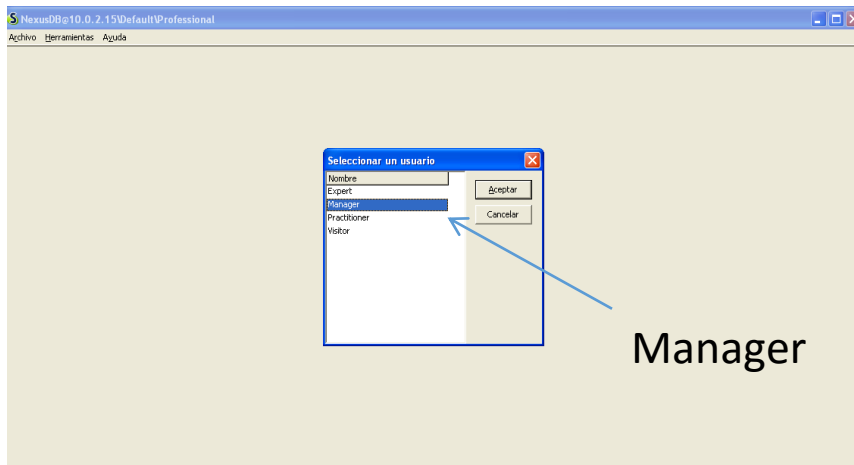 NexusDB@10.0.2.15\Default\Professional
Archivo Herramientas Ayuda
Seleccionar un usuario
Nombre
Expert
Manager
Practitioner
Visitor
Aceptar
Cancelar
Manager